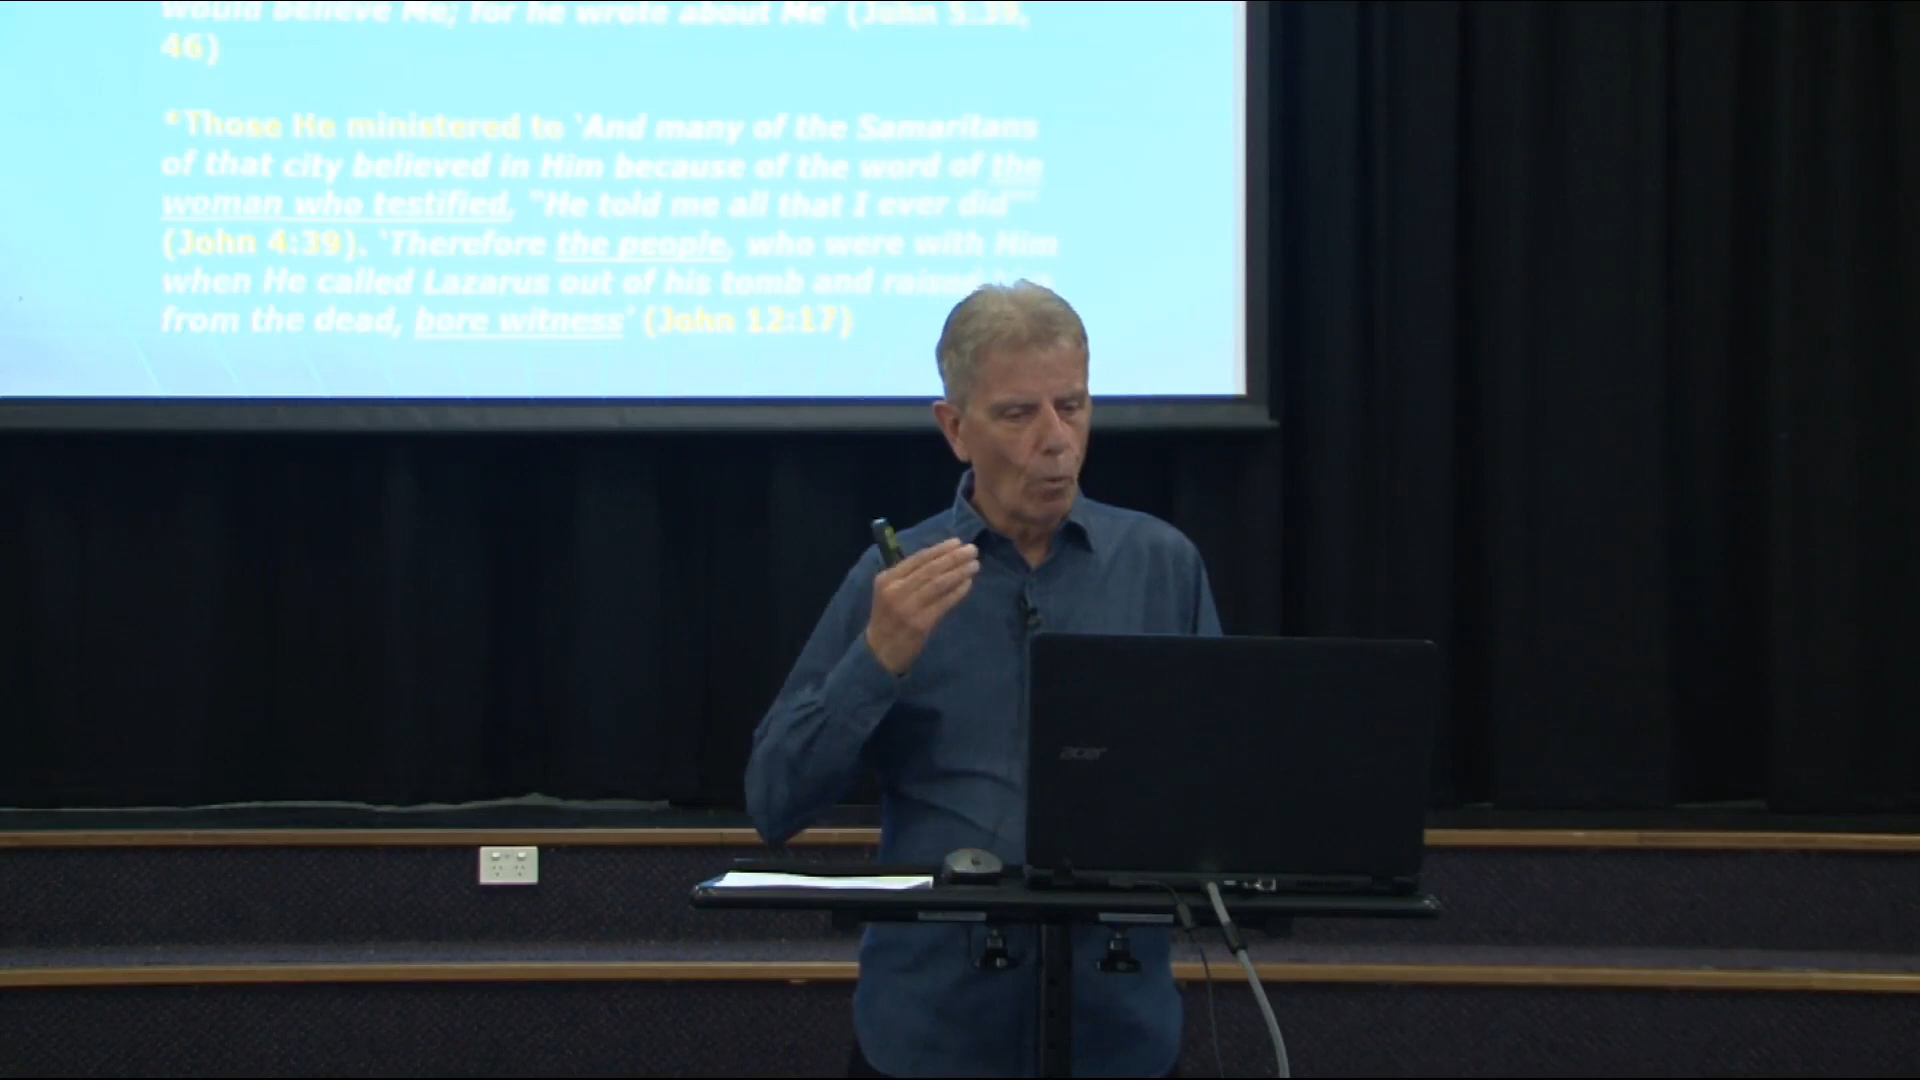 would believe Me; for he wrote about Me' (John 5:39,
46)
*Those He ministered to 'And many of the Samaritans
of that city believed in Him because of the word of the
woman who testified, "He told me all that I ever did"'
(John 4:39). 'Therefore the people, who were with Him
when He called Lazarus out of his tomb and raised
from the dead, bore witness' (John 12:17)
acer